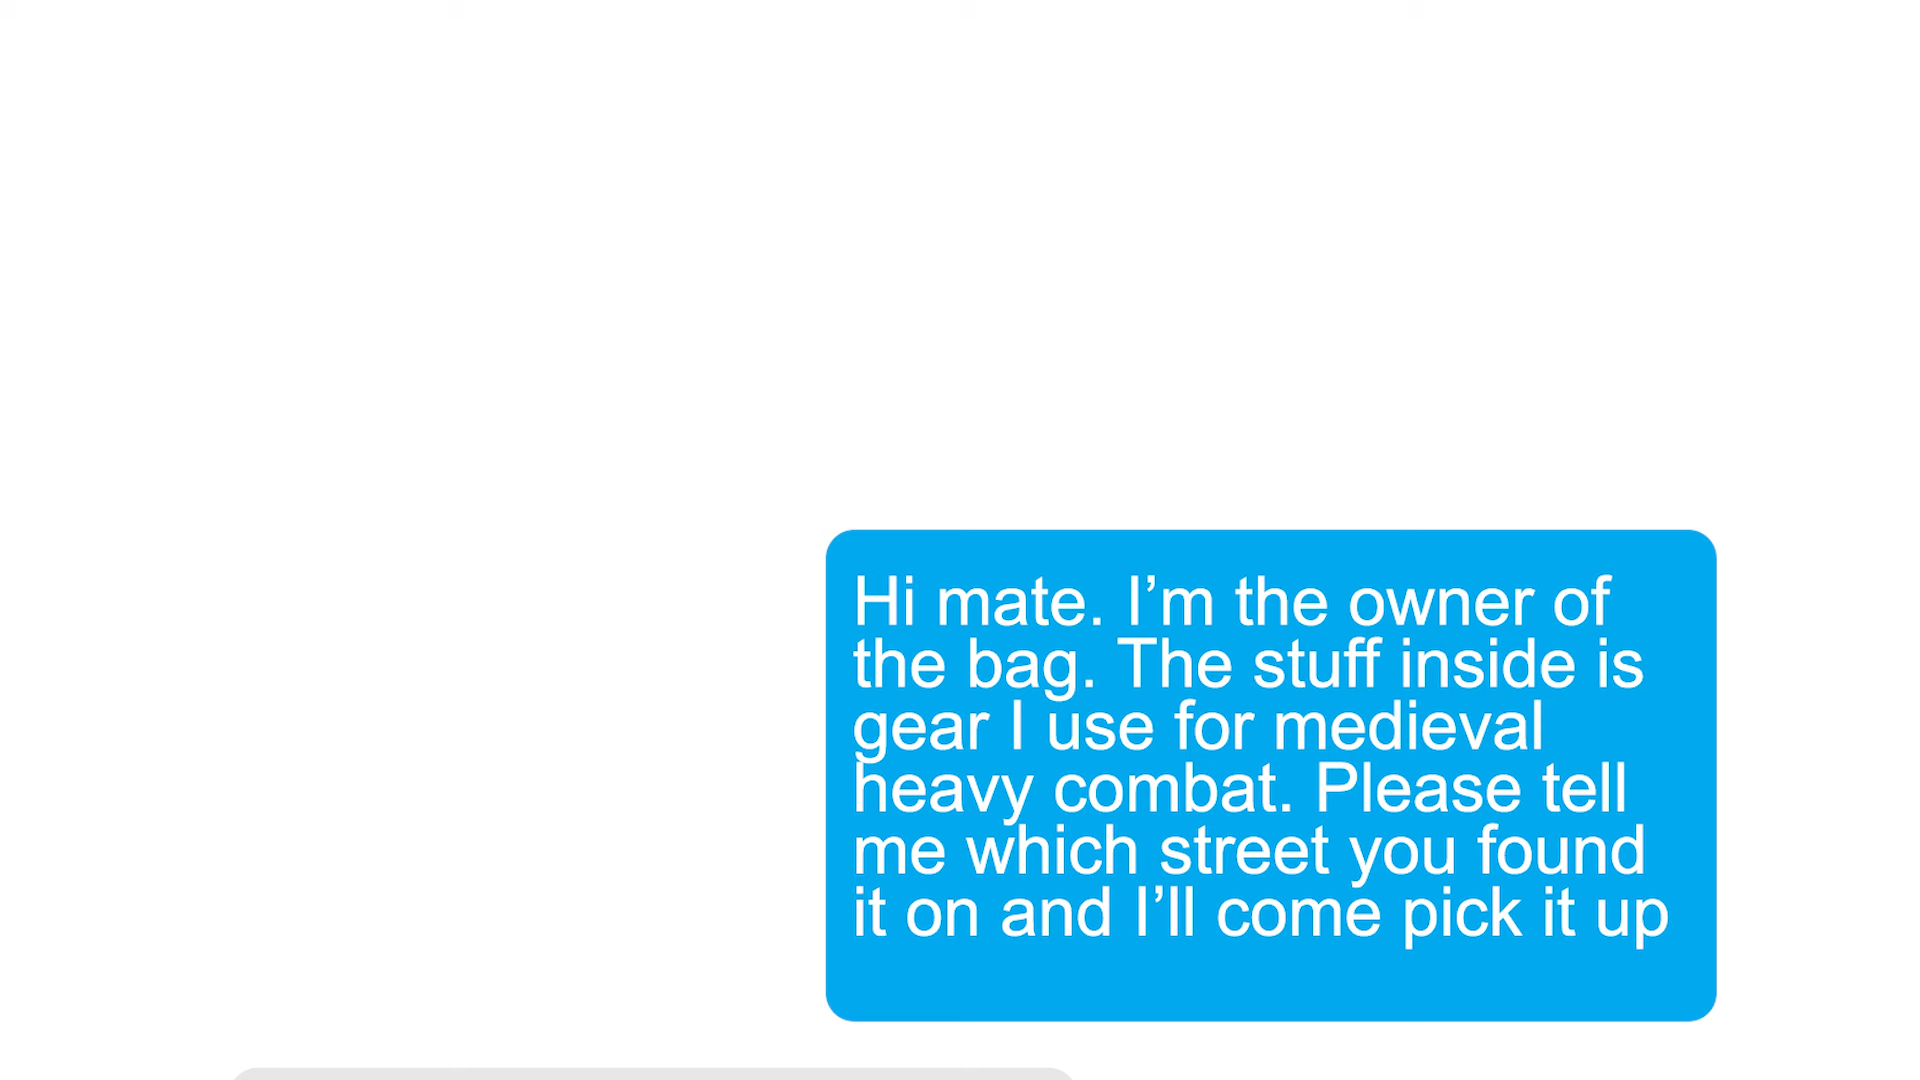 Hi mate. I’m the owner of
the bag. The stuff inside is
gear I use for medieval
heavy combat. Please tell
me which street you found
it on and I’ll come pick it up